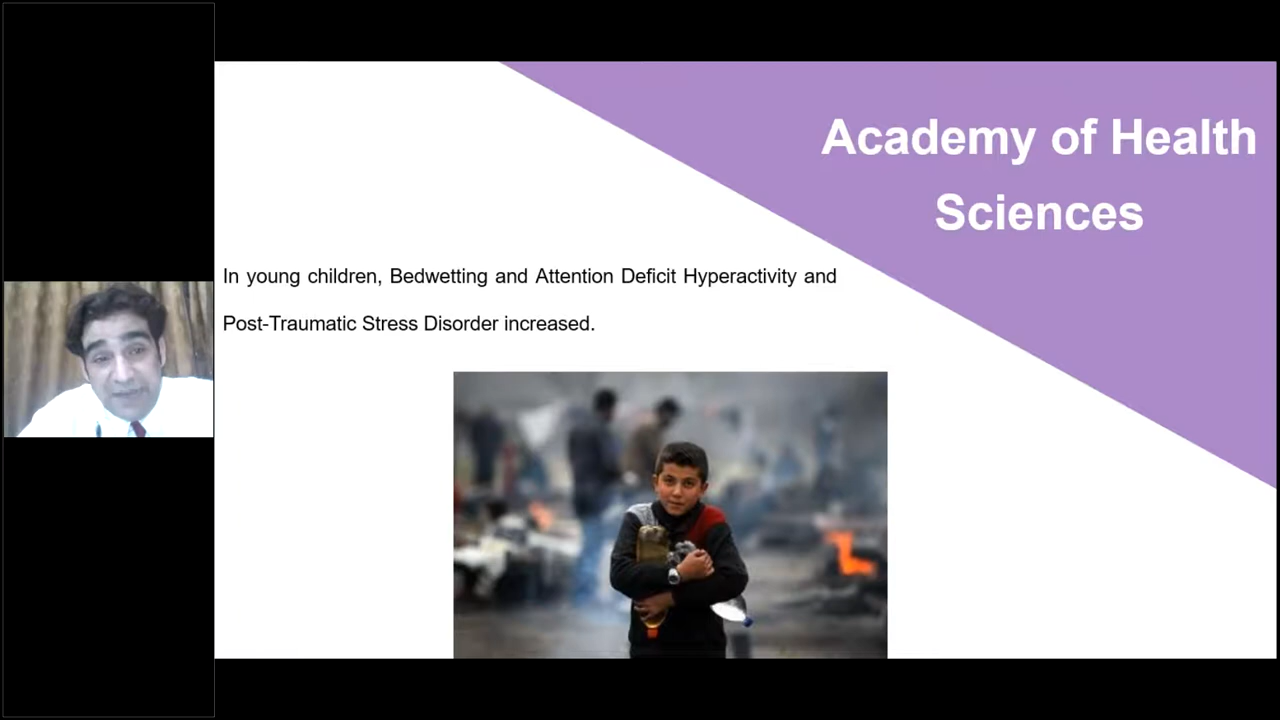 Academy of Health
Sciences
In young children, Bedwetting and Attention Deficit Hyperactivity and
Post-Traumatic Stress Disorder increased.